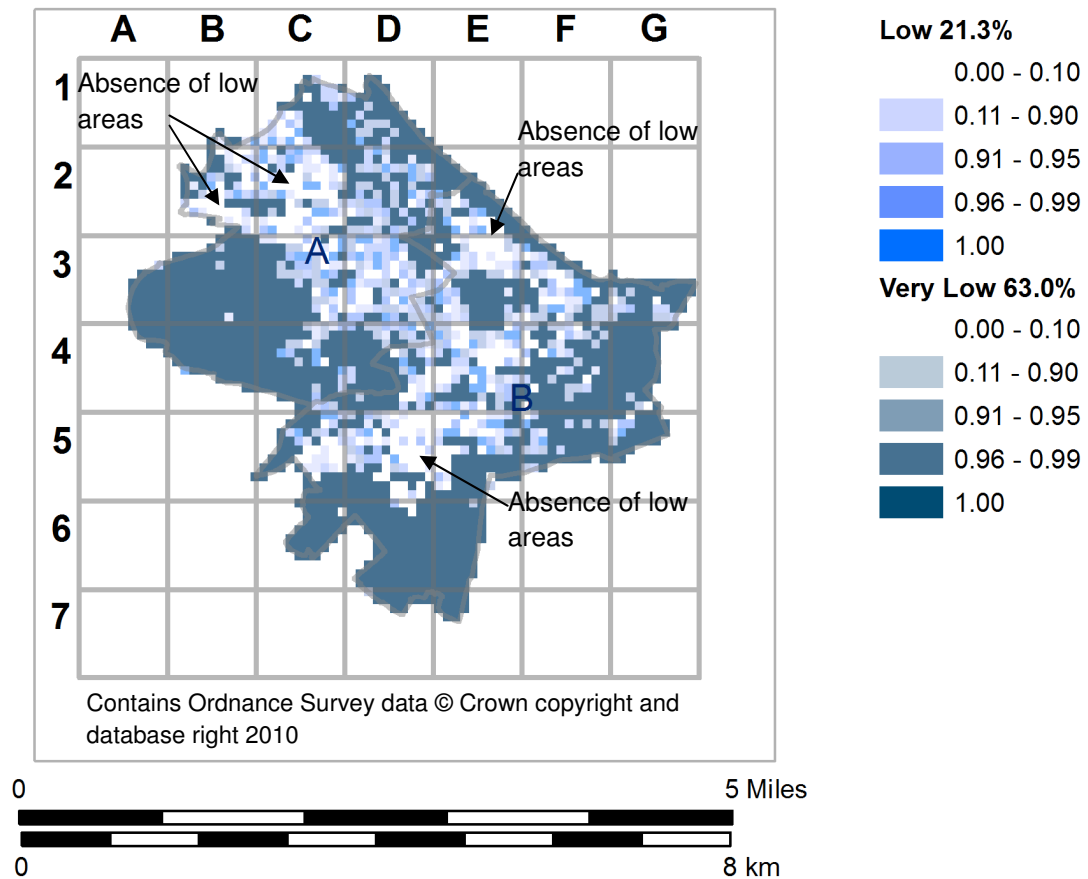 A B C D E F G
1
2
3
4
5
6
7
Absence of low
areas
Absence of low
areas
A
B
Absence of low
areas
Contains Ordnance Survey data © Crown copyright and
database right 2010
0 5 Miles
0 8 km
Low 21.3%
0.00 - 0.10
0.11 - 0.90
0.91 - 0.95
0.96 - 0.99
1.00
Very Low 63.0%
0.00 - 0.10
0.11 - 0.90
0.91 - 0.95
0.96 - 0.99
1.00